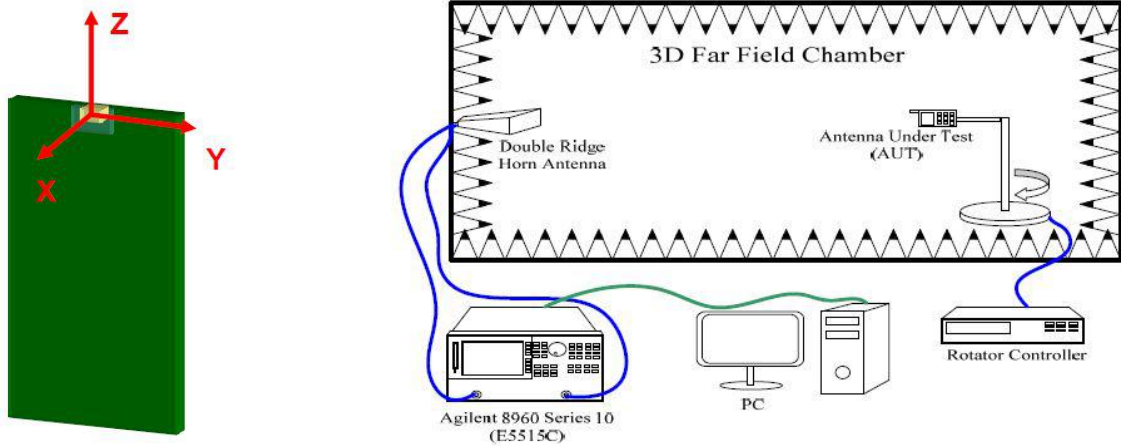 Z
Y
X
3D Far Field Chamber
Double Ridge
Horn Antenna
Antenna Under Test
(AUT)
Agilent 8960 Series 10
(E5515C)
PC
Rotator Controller